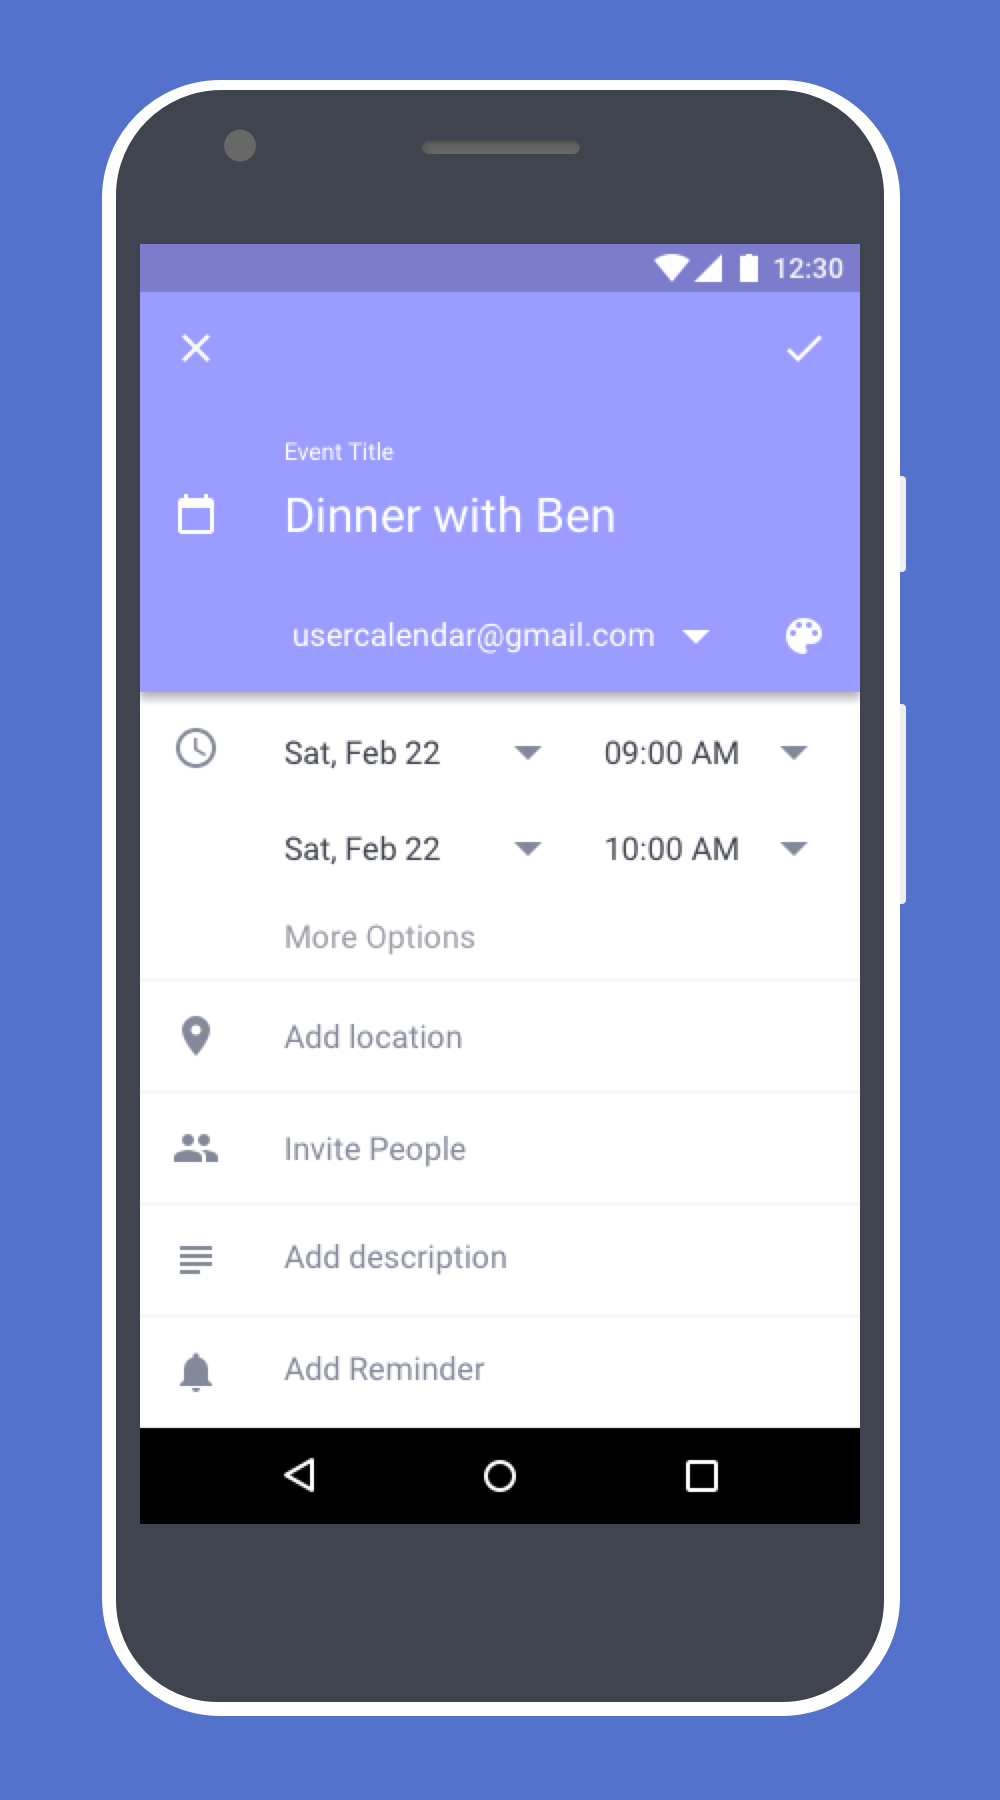 12:30
Event Title
Dinner with Ben
usercalendar@gmail.com
Sat, Feb 22 09:00 AM
Sat, Feb 22 10:00 AM
More Options
Add location
Invite People
Add description
Add Reminder